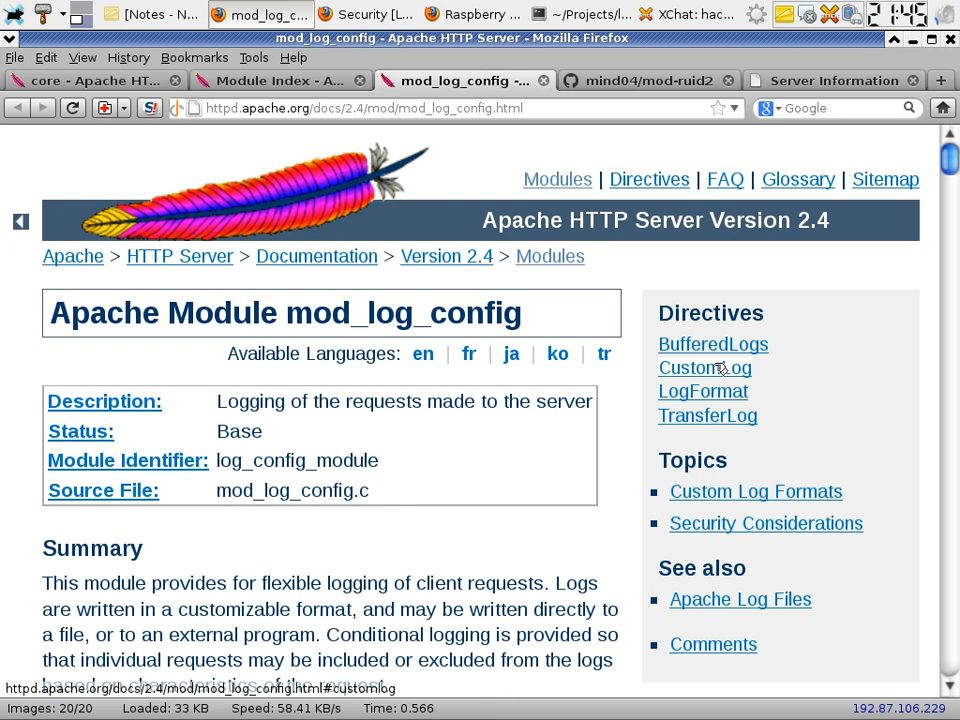 [Notes - N...
mod_log_c...
Security [L...
Raspberry ...
~/Projects/l...
XChat: hac...
21:45
mod_log_config - Apache HTTP Server - Mozilla Firefox
File Edit View History Bookmarks Tools Help
core - Apache HT...
Module Index - A...
mod_log_config -...
mind04/mod-ruid2
Server Information
httpd.apache.org/docs/2.4/mod/mod_log_config.html
Google
Modules | Directives | FAQ | Glossary | Sitemap
Apache HTTP Server Version 2.4
Apache > HTTP Server > Documentation > Version 2.4 > Modules
Apache Module mod_log_config
Available Languages: en | fr | ja | ko | tr
Description: Logging of the requests made to the server
Status: Base
Module Identifier: log_config_module
Source File: mod_log_config.c
Summary
This module provides for flexible logging of client requests. Logs
are written in a customizable format, and may be written directly to
a file, or to an external program. Conditional logging is provided so
that individual requests may be included or excluded from the logs
based on characteristics of the request.
Directives
BufferedLogs
CustomLog
LogFormat
TransferLog
Topics
Custom Log Formats
Security Considerations
See also
Apache Log Files
Comments
httpd.apache.org/docs/2.4/mod/mod_log_config.html#customlog
Images: 20/20 Loaded: 33 KB Speed: 58.41 KB/s Time: 0.566 192.87.106.229